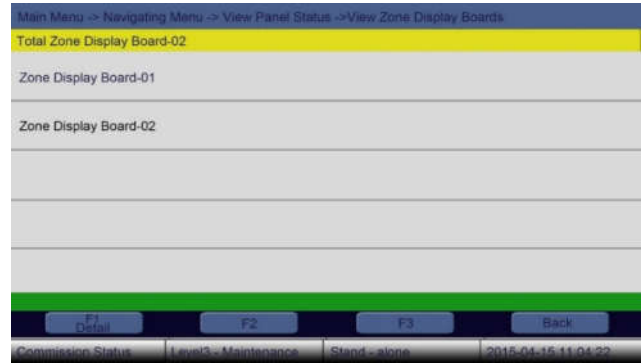 Main Menu -> Navigating Menu -> View Panel Status ->View Zone Display Boards
Total Zone Display Board-02
Zone Display Board-01
Zone Display Board-02
F1
Detail
F2
F3
Back
Commission Status
Level3 - Maintenance
Stand - alone
2015-04-15 11:04:22